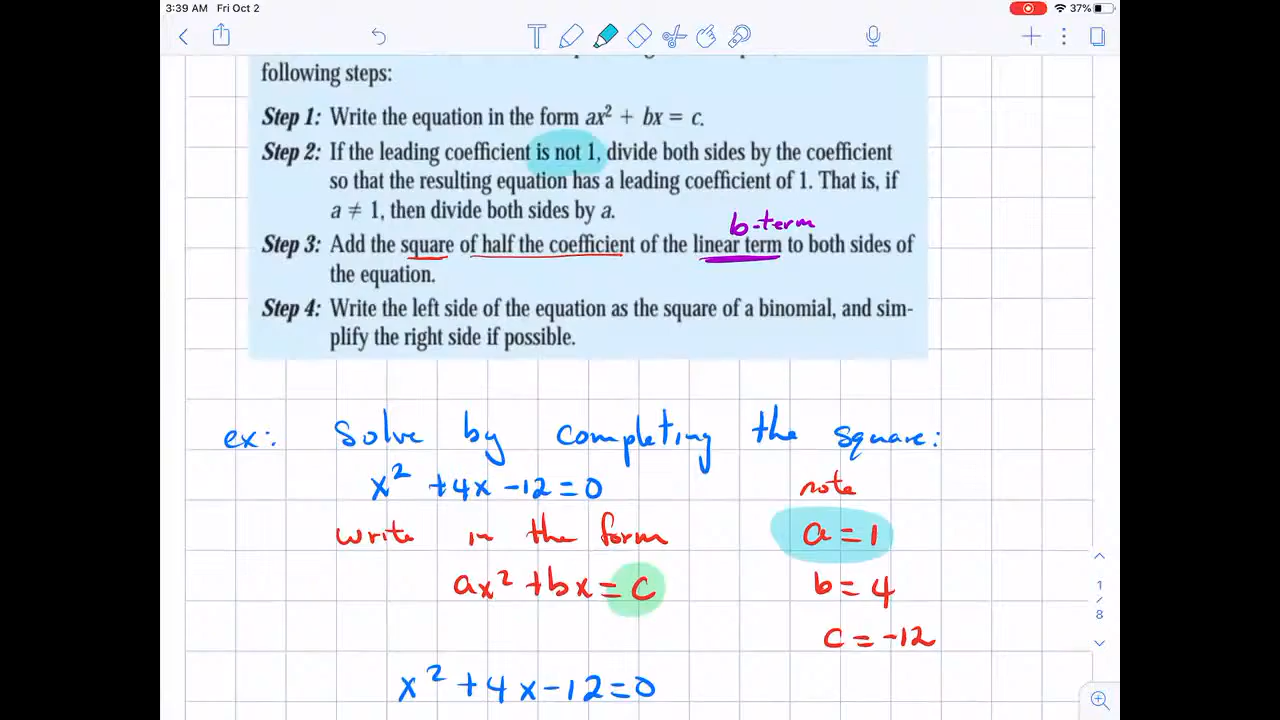 3:39 AM Fri Oct 2
37%
following steps:
Step 1: Write the equation in the form ax² + bx = c.
Step 2: If the leading coefficient is not 1, divide both sides by the coefficient
so that the resulting equation has a leading coefficient of 1. That is, if
a ≠ 1, then divide both sides by a.
b-term
Step 3: Add the square of half the coefficient of the linear term to both sides of
the equation.
Step 4: Write the left side of the equation as the square of a binomial, and sim-
plify the right side if possible.
ex: Solve by completing the square:
x² +4x -12=0
note
write in the form
a = 1
ax² +bx = c
b = 4
c = -12
x² +4x-12=0
1
/
8